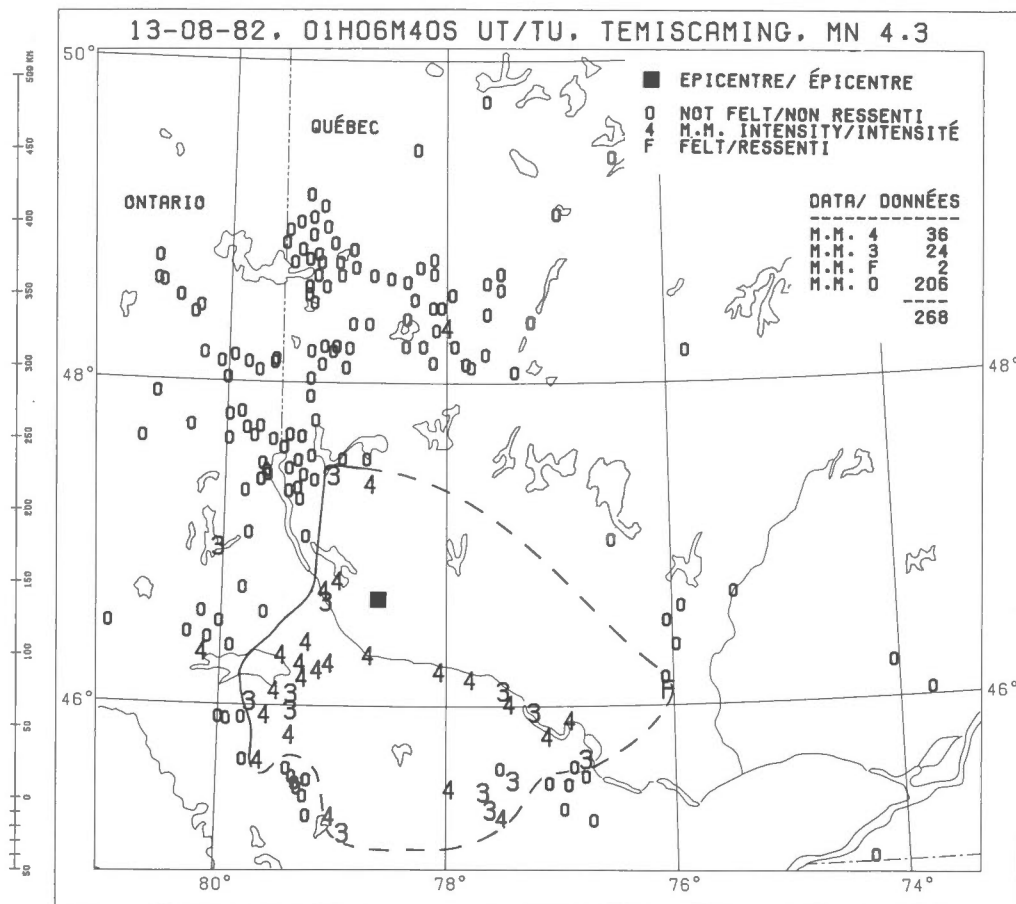 13-08-82, 01H06M40S UT/TU, TEMISCAMING, MN 4.3
50°
EPICENTRE/ ÉPICENTRE
0 NOT FELT/NON RESSENTI
4 M.M. INTENSITY/INTENSITÉ
F FELT/RESSENTI
QUÉBEC
ONTARIO
DATA/ DONNÉES
M.M. 4 36
M.M. 3 24
M.M. F 2
M.M. 0 206
----
268
500 KM
450
400
350
300
250
200
150
100
50
0
50
48°
48°
46°
46°
80°
78°
76°
74°